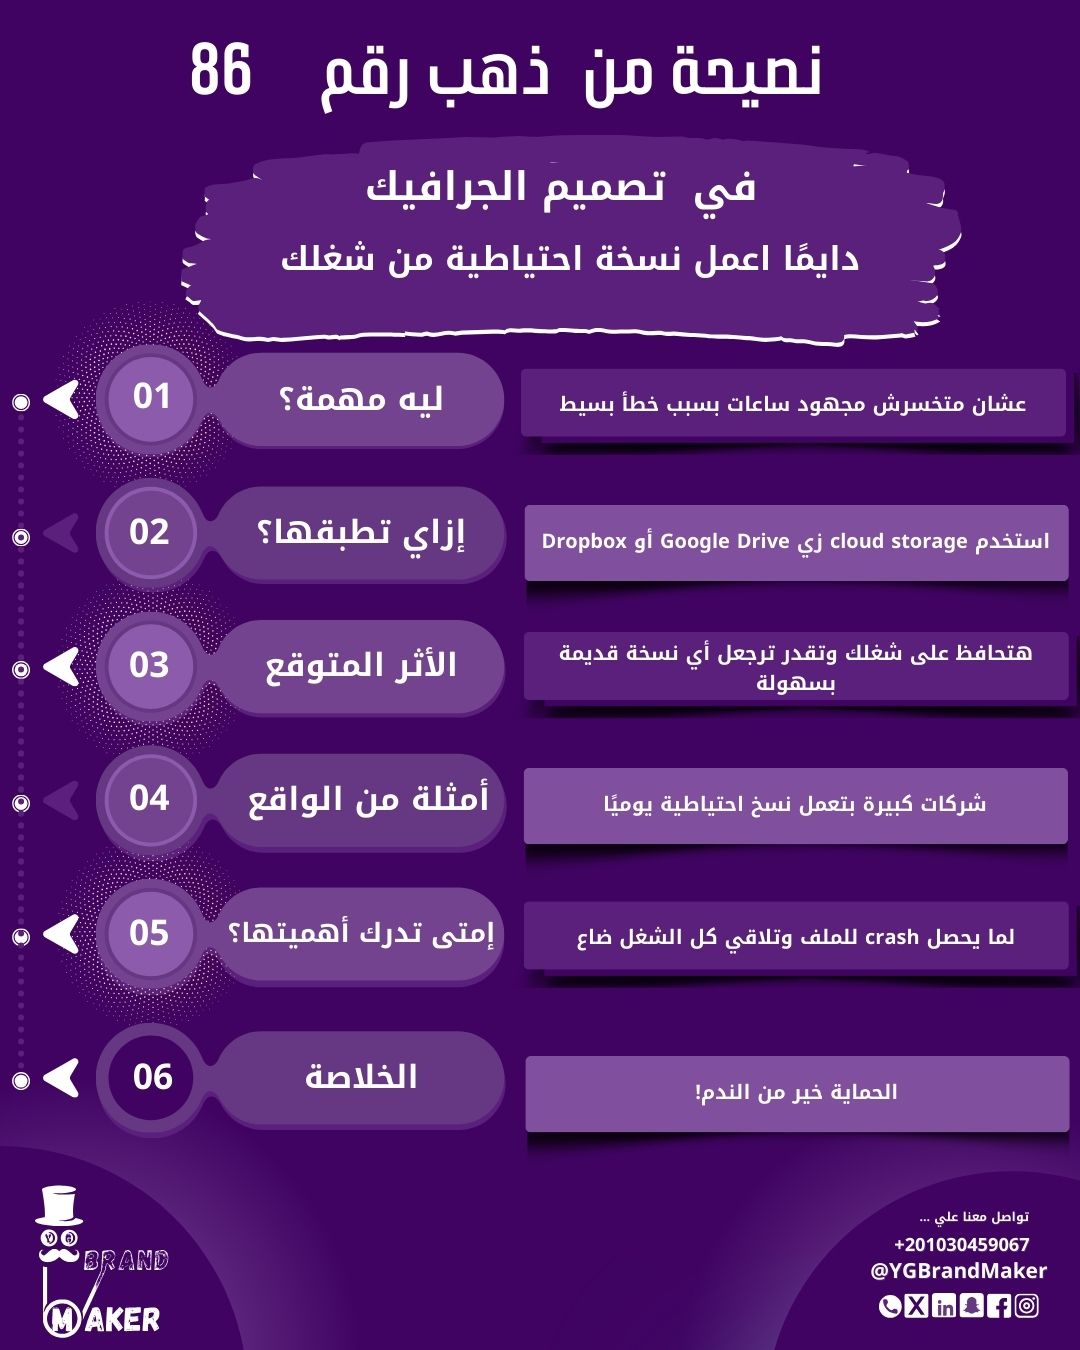 نصيحة من ذهب رقم 86
في تصميم الجرافيك
دايمًا اعمل نسخة احتياطية من شغلك
01
ليه مهمة؟
عشان متخسرش مجهود ساعات بسبب خطأ بسيط
02
إزاي تطبقها؟
استخدم cloud storage زي Google Drive أو Dropbox
03
الأثر المتوقع
هتحافظ على شغلك وتقدر ترجعل أي نسخة قديمة
بسهولة
04
أمثلة من الواقع
شركات كبيرة بتعمل نسخ احتياطية يوميًا
05
إمتى تدرك أهميتها؟
لما يحصل crash للملف وتلاقي كل الشغل ضاع
06
الخلاصة
الحماية خير من الندم!
تواصل معنا علي ...
+201030459067
@YGBrandMaker
YG
BRAND
MAKER